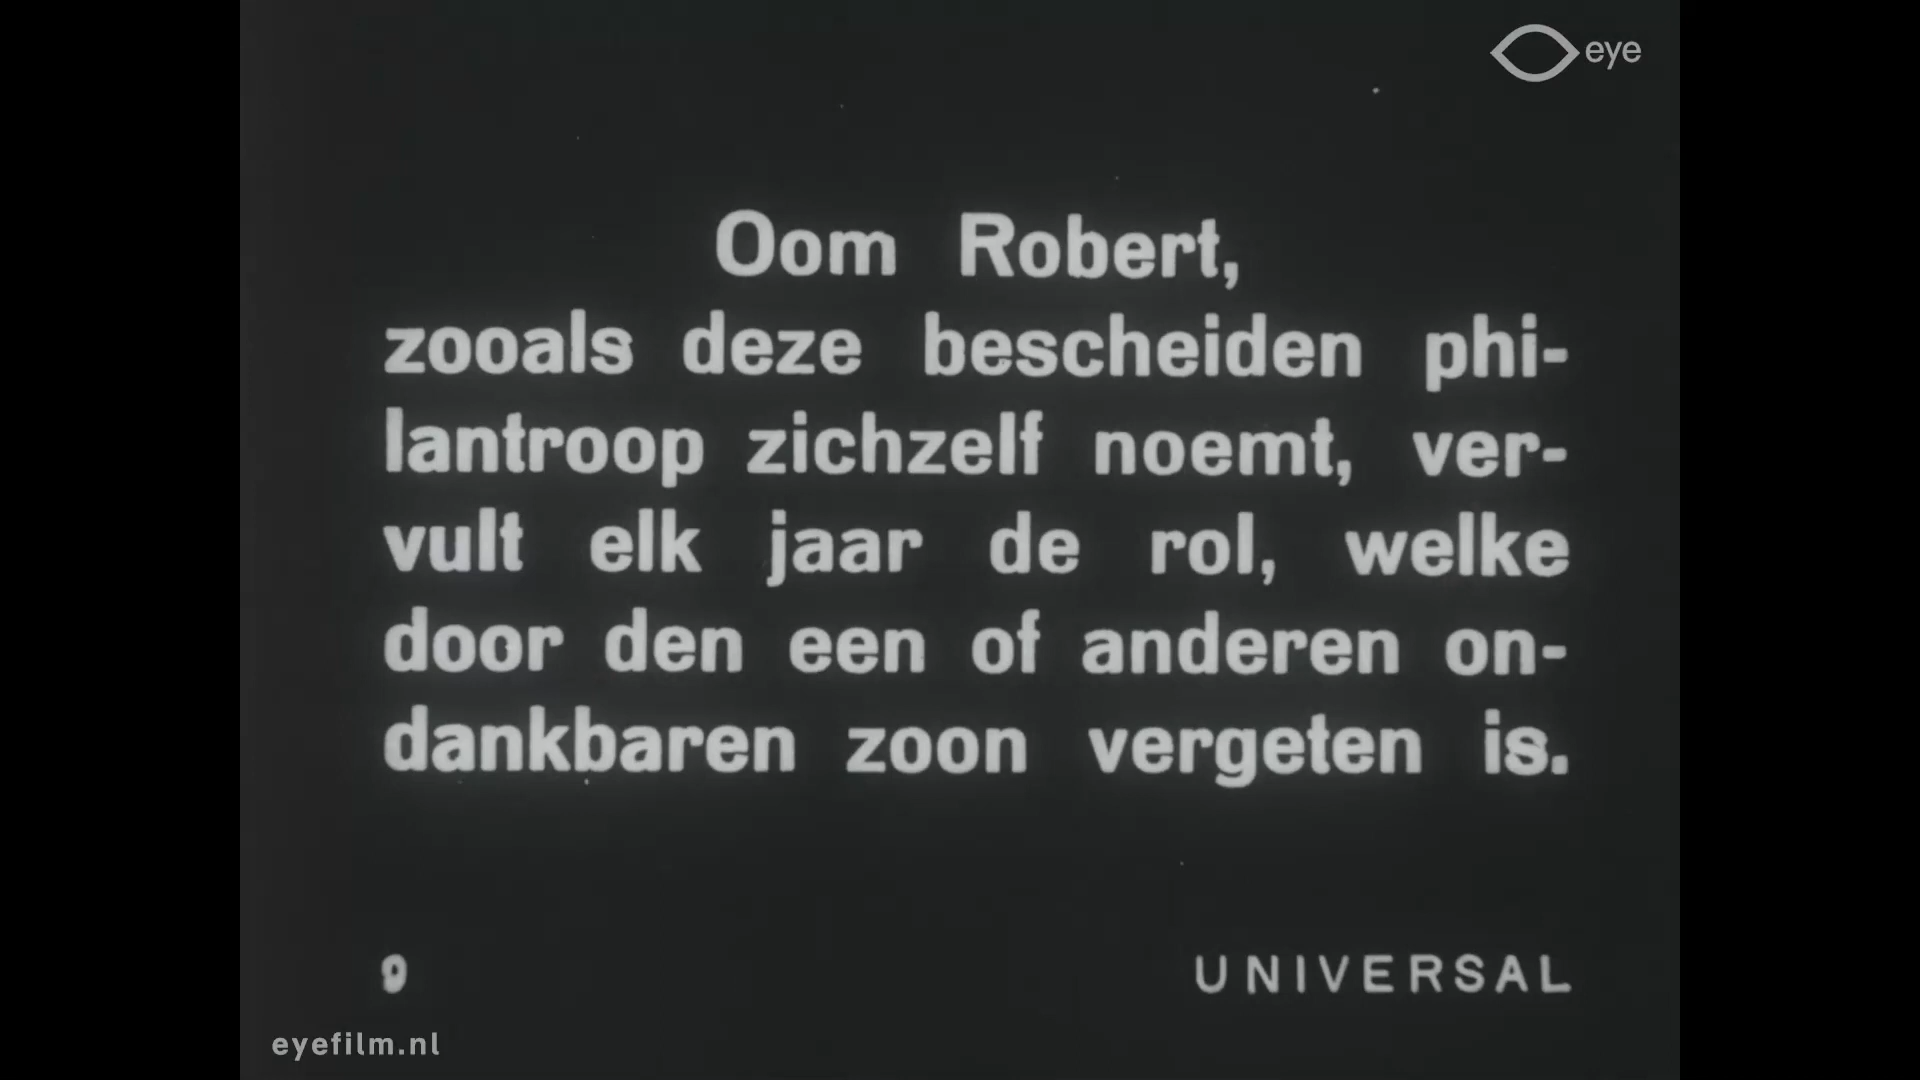 eye
Oom Robert,
zooals deze bescheiden phi-
lantroop zichzelf noemt, ver-
vult elk jaar de rol, welke
door den een of anderen on-
dankbaren zoon vergeten is.
9
UNIVERSAL
eyefilm.nl